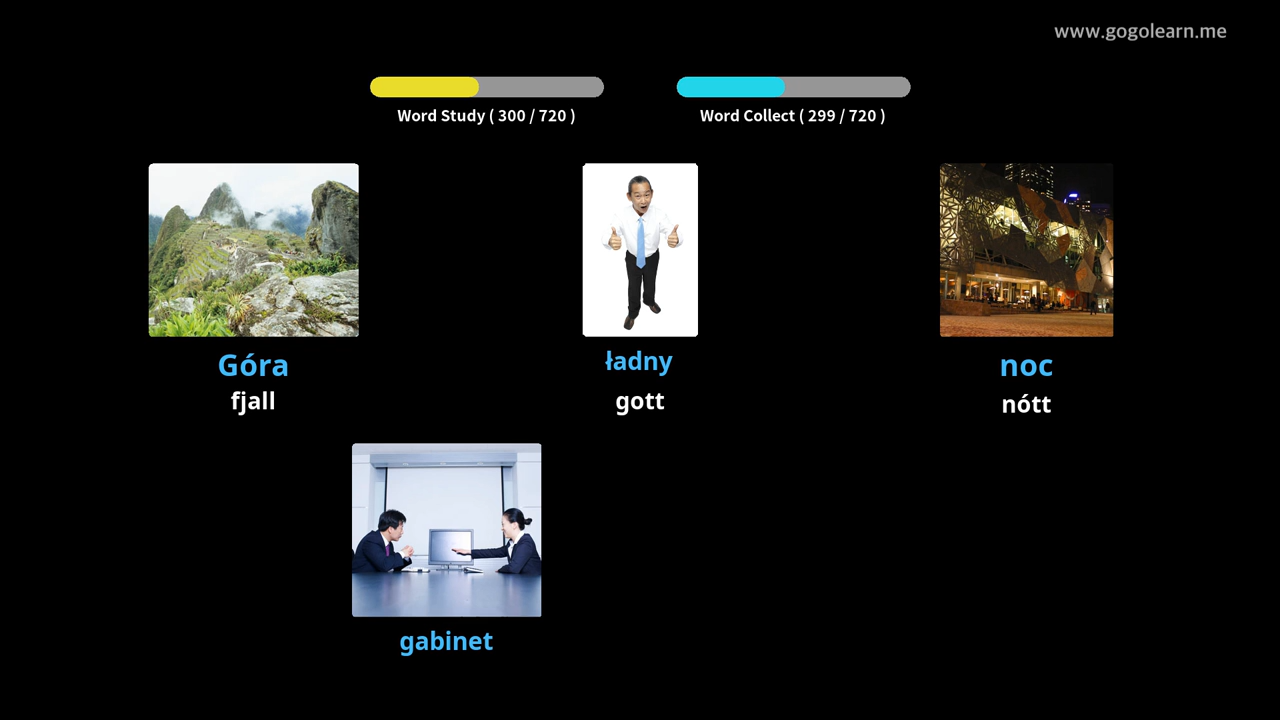 www.gogolearn.me
Word Study ( 300 / 720 )
Word Collect ( 299 / 720 )
Góra
fjall
ładny
gott
noc
nótt
gabinet